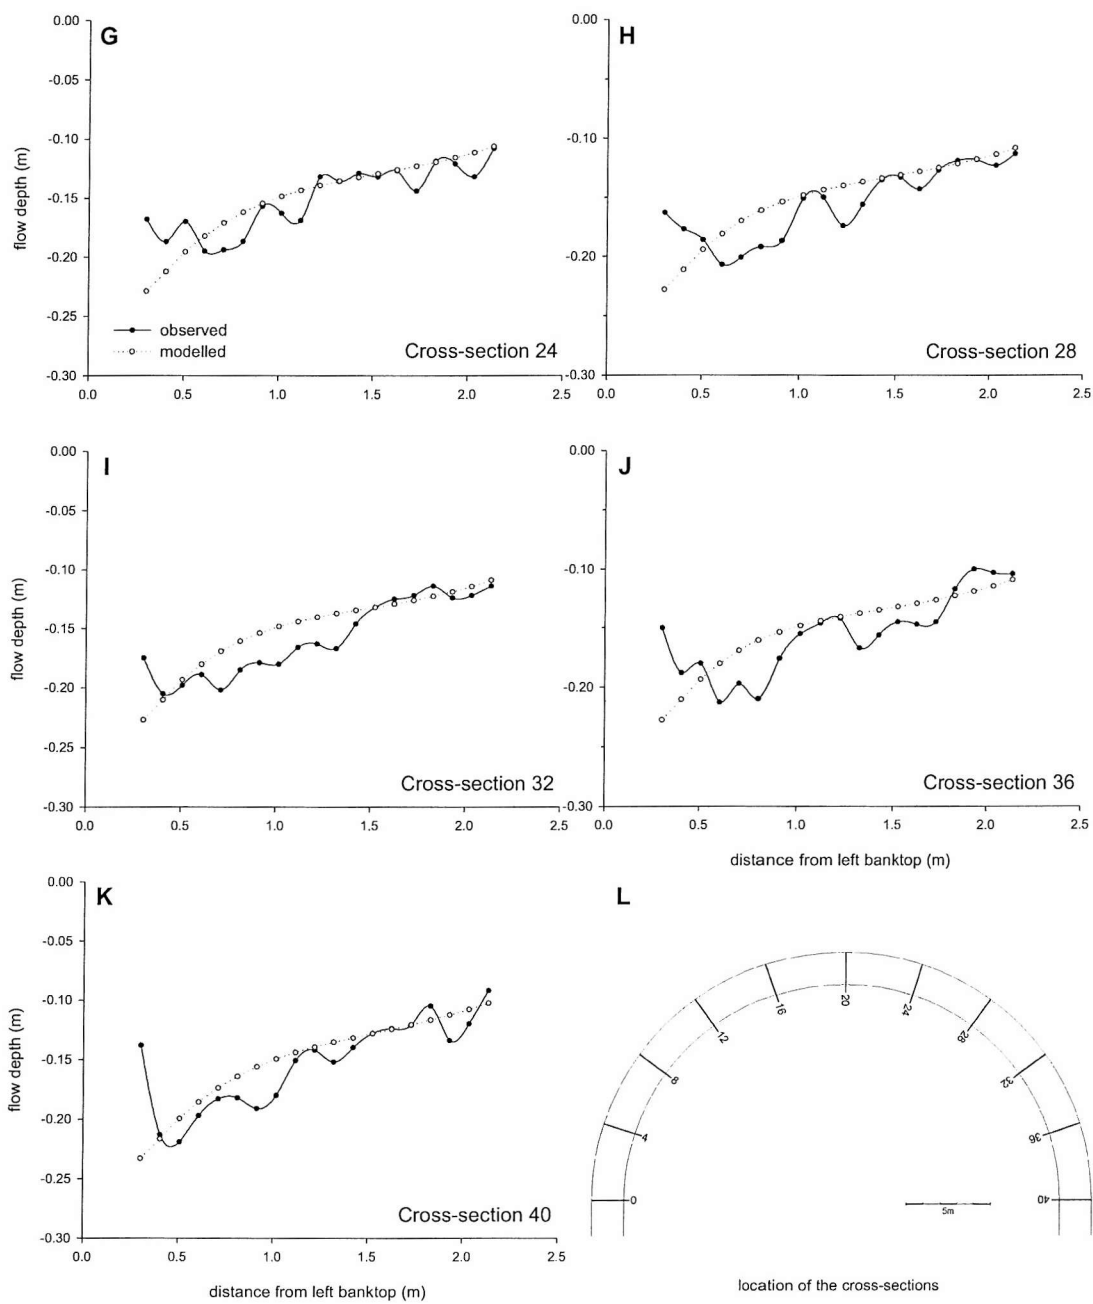 G
0.00
-0.05
-0.10
-0.15
-0.20
-0.25
-0.30
flow depth (m)
observed
modelled
Cross-section 24
0.0 0.5 1.0 1.5 2.0 2.5
H
0.00
-0.10
-0.20
-0.30
Cross-section 28
0.0 0.5 1.0 1.5 2.0 2.5
I
0.00
-0.05
-0.10
-0.15
-0.20
-0.25
-0.30
flow depth (m)
Cross-section 32
0.0 0.5 1.0 1.5 2.0 2.5
J
0.00
-0.10
-0.20
-0.30
Cross-section 36
0.0 0.5 1.0 1.5 2.0 2.5
distance from left banktop (m)
K
0.00
-0.05
-0.10
-0.15
-0.20
-0.25
-0.30
flow depth (m)
Cross-section 40
0.0 0.5 1.0 1.5 2.0 2.5
distance from left banktop (m)
L
0
4
8
12
16
20
24
28
32
36
40
5m
location of the cross-sections